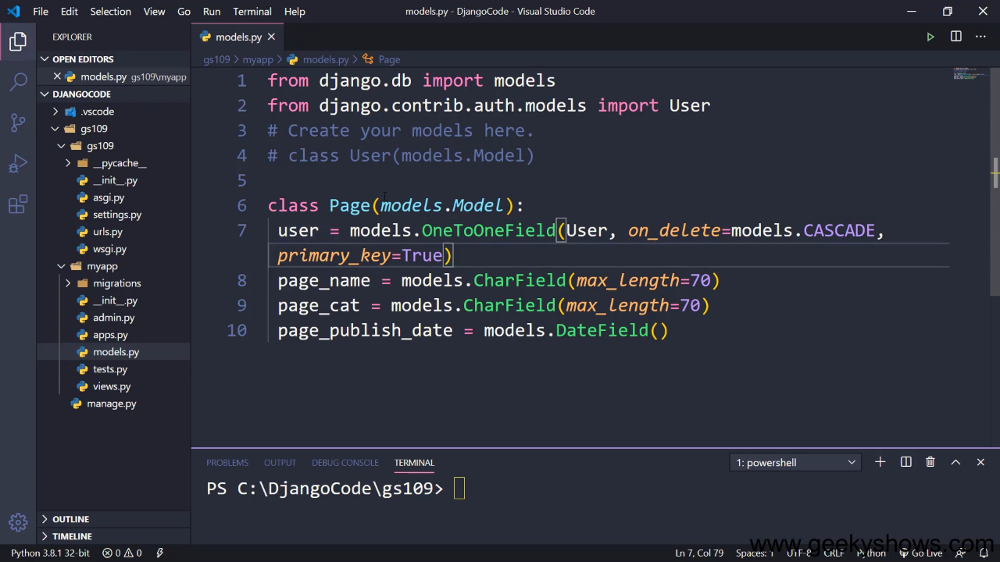 File Edit Selection View Go Run Terminal Help
models.py - DjangoCode - Visual Studio Code
EXPLORER
OPEN EDITORS
models.py gs109\myapp
DJANGOCODE
.vscode
gs109
gs109
__pycache__
__init__.py
asgi.py
settings.py
urls.py
wsgi.py
myapp
migrations
__init__.py
admin.py
apps.py
models.py
tests.py
views.py
manage.py
OUTLINE
TIMELINE
models.py
gs109 > myapp > models.py > Page
1 from django.db import models
2 from django.contrib.auth.models import User
3 # Create your models here.
4 # class User(models.Model)
5
6 class Page(models.Model):
7 user = models.OneToOneField(User, on_delete=models.CASCADE,
primary_key=True)
8 page_name = models.CharField(max_length=70)
9 page_cat = models.CharField(max_length=70)
10 page_publish_date = models.DateField()
PROBLEMS OUTPUT DEBUG CONSOLE TERMINAL
1: powershell
PS C:\DjangoCode\gs109>
www.geekyshows.com
Python 3.8.1 32-bit 0 0
Ln 7, Col 79 Spaces: 1 UTF-8 CRLF Python Go Live